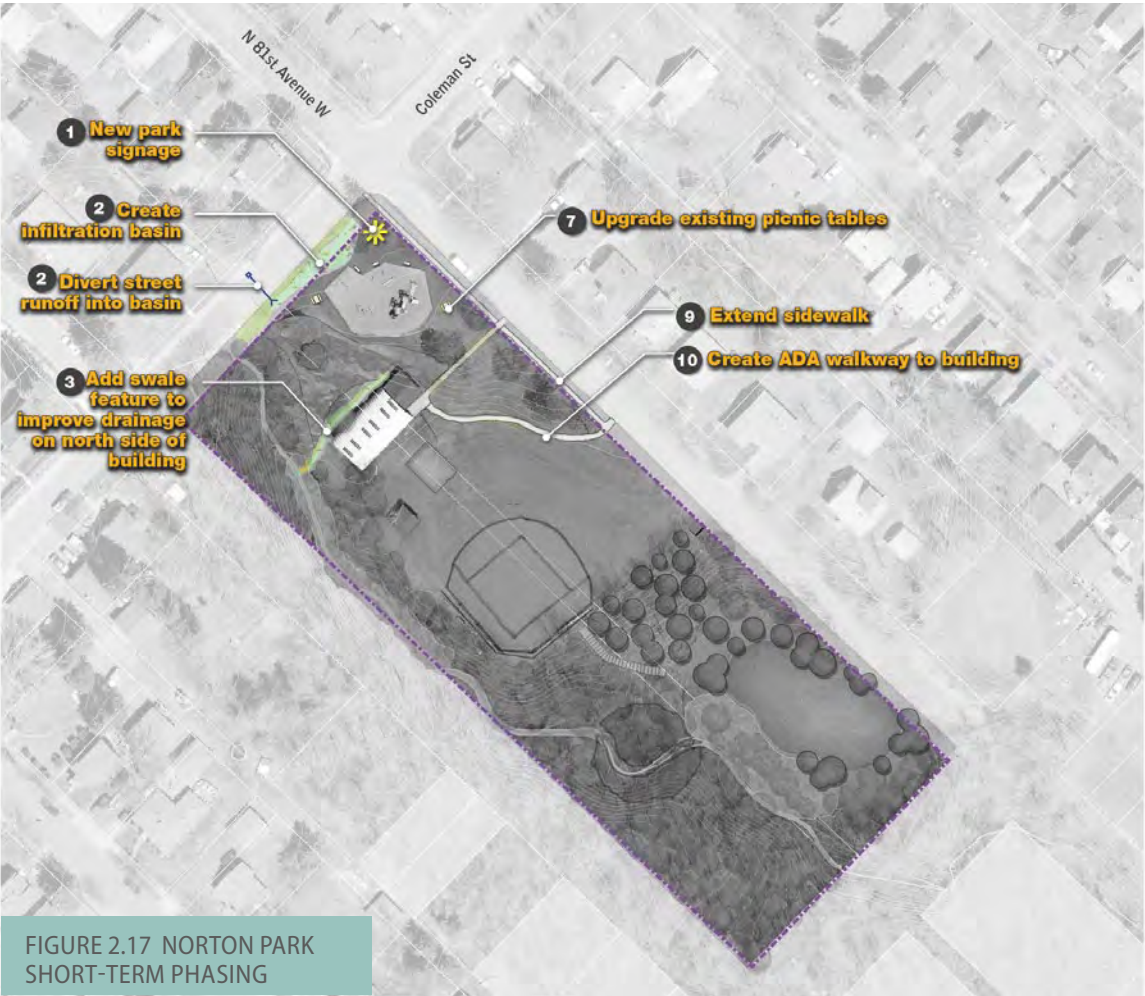 N 81st Avenue W
Coleman St
1 New park
signage
2 Create
infiltration basin
2 Divert street
runoff into basin
3 Add swale
feature to
improve drainage
on north side of
building
7 Upgrade existing picnic tables
9 Extend sidewalk
10 Create ADA walkway to building
FIGURE 2.17 NORTON PARK
SHORT-TERM PHASING